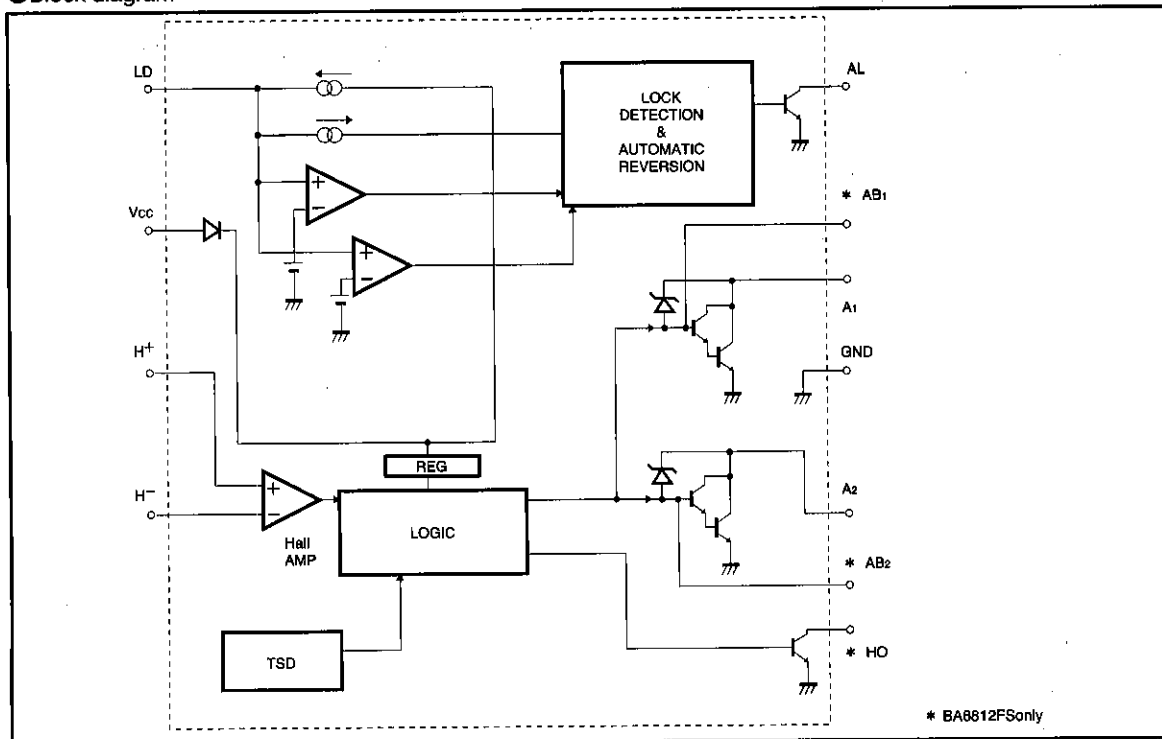 Block diagram
LD
AL
LOCK
DETECTION
&
AUTOMATIC
REVERSION
+
−
* AB1
Vcc
+
−
A1
H+
GND
REG
+
−
H−
A2
Hall
AMP
LOGIC
* AB2
TSD
* HO
* BA6812FSonly